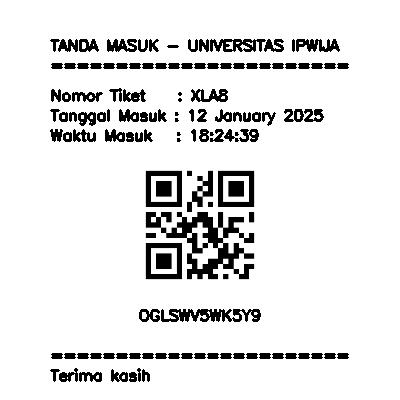 TANDA MASUK - UNIVERSITAS IPWIJA
=======================
Nomor Tiket : XLA8
Tanggal Masuk : 12 January 2025
Waktu Masuk : 18:24:39
OGLSWV5WK5Y9
=======================
Terima kasih